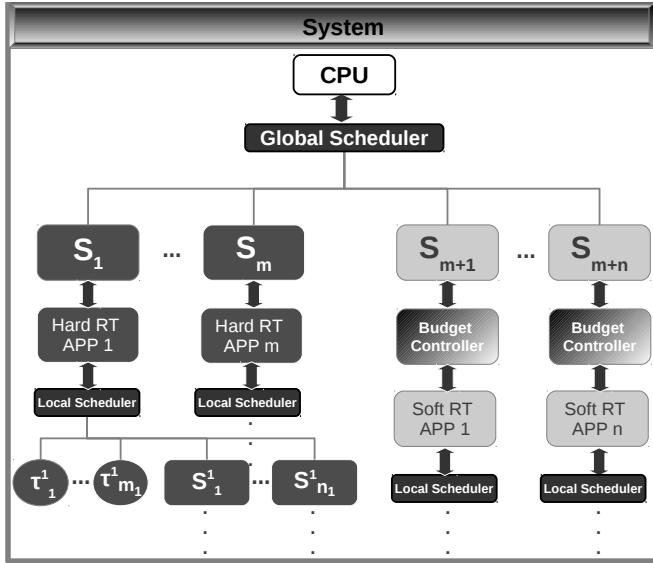 System
CPU
Global Scheduler
S₁ ... Sₘ Sₘ₊₁ ... Sₘ₊ₙ
Hard RT
APP 1
Hard RT
APP m
Budget
Controller
Budget
Controller
Local Scheduler
Local Scheduler
Soft RT
APP 1
Soft RT
APP n
τ¹₁ ... τ¹ₘ₁ S¹₁ ... S¹ₙ₁
Local Scheduler
Local Scheduler